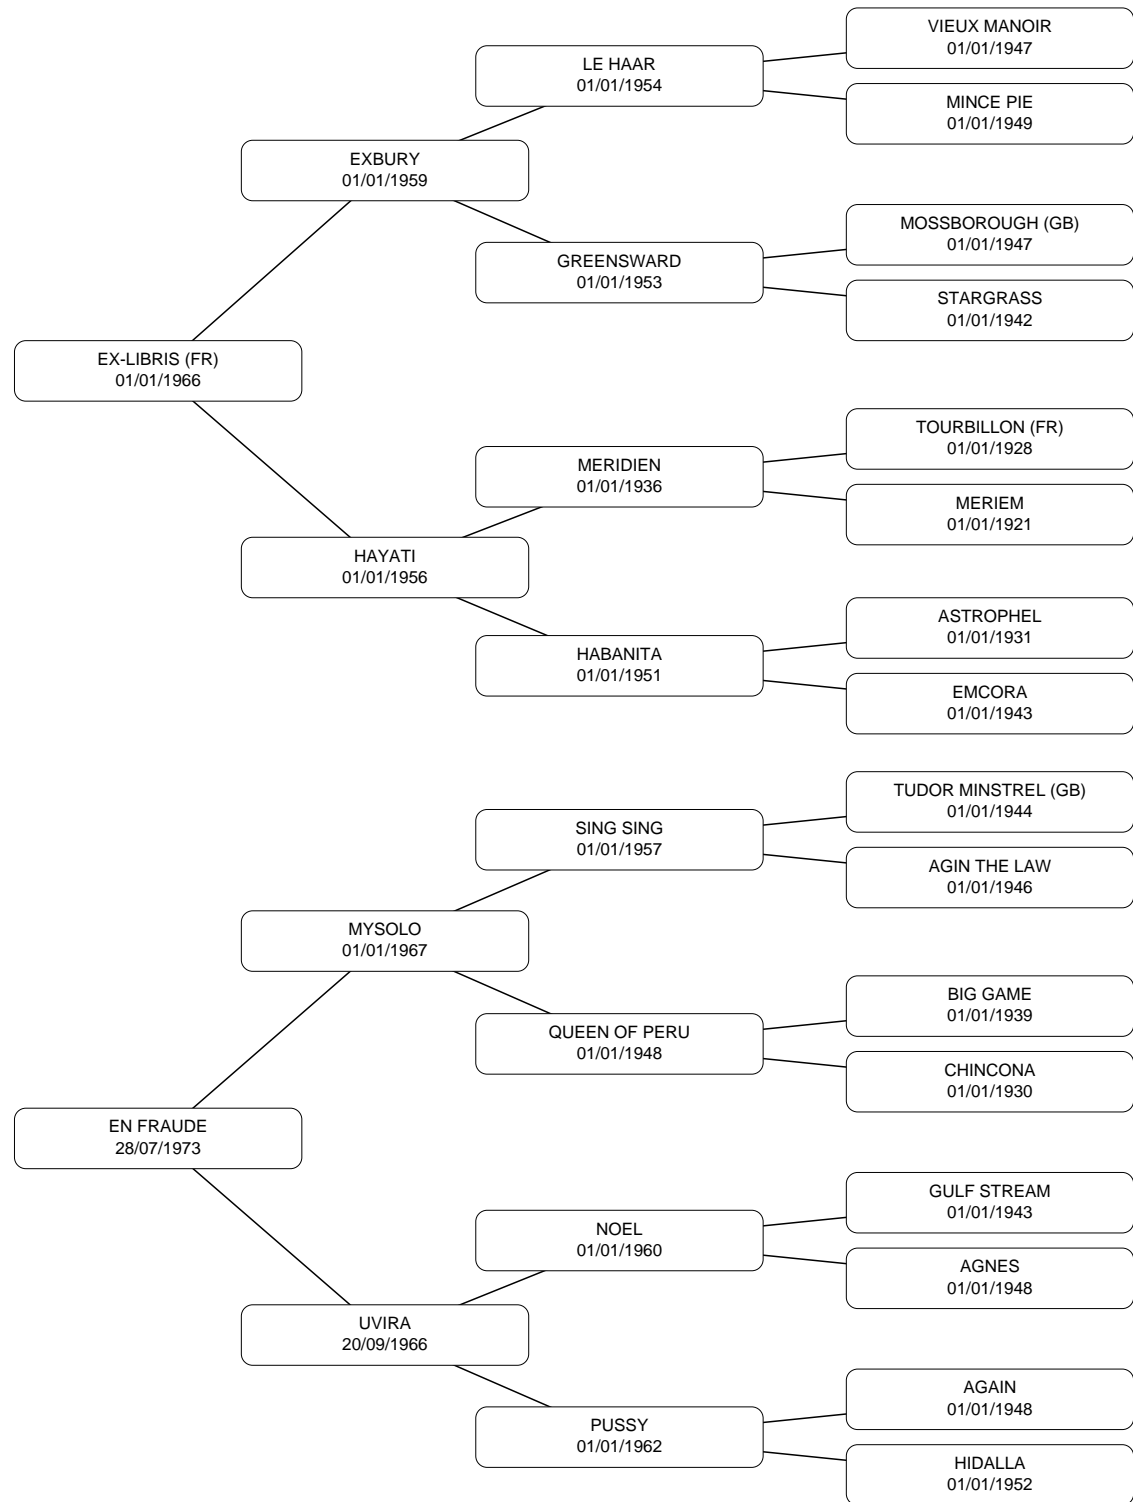 VIEUX MANOIR
01/01/1947
LE HAAR
01/01/1954
MINCE PIE
01/01/1949
EXBURY
01/01/1959
MOSSBOROUGH (GB)
01/01/1947
GREENSWARD
01/01/1953
STARGRASS
01/01/1942
EX-LIBRIS (FR)
01/01/1966
TOURBILLON (FR)
01/01/1928
MERIDIEN
01/01/1936
MERIEM
01/01/1921
HAYATI
01/01/1956
ASTROPHEL
01/01/1931
HABANITA
01/01/1951
EMCORA
01/01/1943
TUDOR MINSTREL (GB)
01/01/1944
SING SING
01/01/1957
AGIN THE LAW
01/01/1946
MYSOLO
01/01/1967
BIG GAME
01/01/1939
QUEEN OF PERU
01/01/1948
CHINCONA
01/01/1930
EN FRAUDE
28/07/1973
GULF STREAM
01/01/1943
NOEL
01/01/1960
AGNES
01/01/1948
UVIRA
20/09/1966
AGAIN
01/01/1948
PUSSY
01/01/1962
HIDALLA
01/01/1952